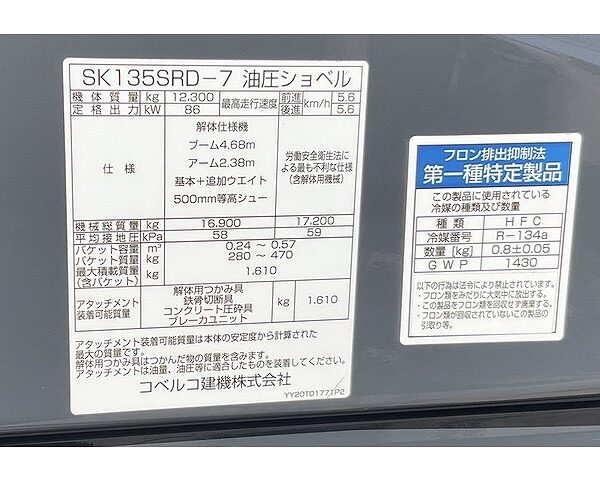 SK135SRD-7 油圧ショベル
機体質量 kg 12,300 最高走行速度 前進 km/h 5.6
定格出力 kW 86 後進 5.6
仕様
解体仕様機
ブーム4.68m
アーム2.38m
基本+追加ウエイト
500mm等高シュー
労働安全衛生法に
よる最も不利な仕様
(含解体用機械)
機械総質量 kg 16,900 17,200
平均接地圧 kPa 58 59
バケット容量 m³ 0.24 ~ 0.57
バケット質量 kg 280 ~ 470
最大積載質量
(含バケット) kg 1,610
アタッチメント
装着可能質量
解体用つかみ具
鉄骨切断具
コンクリート圧砕具
ブレーカユニット
kg 1,610
アタッチメント装着可能質量は本体の安定度から計算された
最大の質量です。
解体用つかみ具はつかんだ物の質量を含みます。
アタッチメントは油量、油圧等に適合したものを装着してください。
コベルコ建機株式会社
YY20T01771P2
フロン排出抑制法
第一種特定製品
この製品に使用されている
冷媒の種類及び数量
種類 HFC
冷媒番号 R-134a
数量 [kg] 0.8±0.05
GWP 1430
以下の行為は法令により禁止されています。
・フロン類をみだりに大気中に放出する。
・フロン類が回収されていないこの製品の
引取り等。